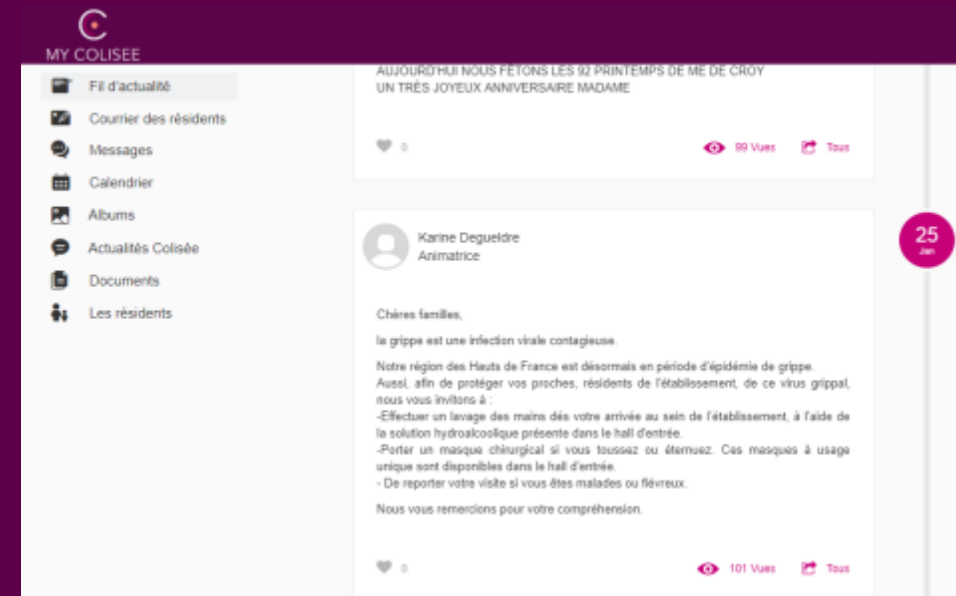 MY COLISEE
Fil d'actualité
Courrier des résidents
Messages
Calendrier
Albums
Actualités Colisée
Documents
Les résidents
AUJOURD'HUI NOUS FÊTONS LES 92 PRINTEMPS DE ME DE CROY
UN TRÈS JOYEUX ANNIVERSAIRE MADAME
0
99 Vues
Tous
25
Jan
Karine Degueldre
Animatrice
Chères familles,
la grippe est une infection virale contagieuse.
Notre région des Hauts de France est désormais en période d'épidémie de grippe.
Aussi, afin de protéger vos proches, résidents de l'établissement, de ce virus grippal,
nous vous invitons à :
-Effectuer un lavage des mains dés votre arrivée au sein de l'établissement, à l'aide de
la solution hydroalcoolique présente dans le hall d'entrée.
-Porter un masque chirurgical si vous toussez ou éternuez. Ces masques à usage
unique sont disponibles dans le hall d'entrée.
- De reporter votre visite si vous êtes malades ou fiévreux.
Nous vous remercions pour votre compréhension.
0
101 Vues
Tous